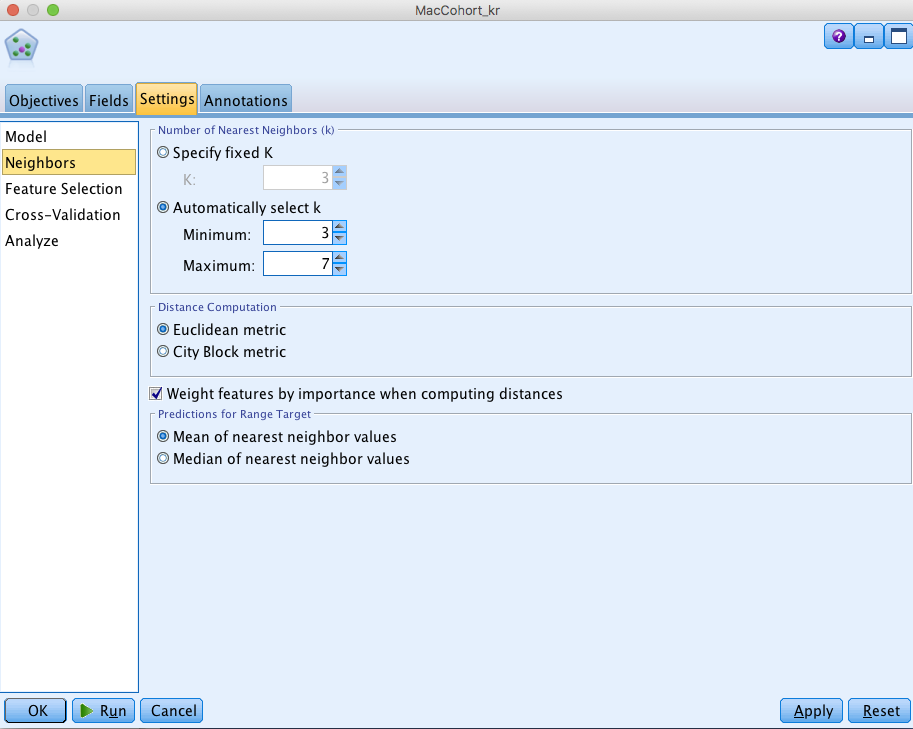 MacCohort_kr
?
Objectives Fields Settings Annotations
Model
Neighbors
Feature Selection
Cross-Validation
Analyze
Number of Nearest Neighbors (k)
Specify fixed K
K: 3
Automatically select k
Minimum: 3
Maximum: 7
Distance Computation
Euclidean metric
City Block metric
Weight features by importance when computing distances
Predictions for Range Target
Mean of nearest neighbor values
Median of nearest neighbor values
OK Run Cancel Apply Reset